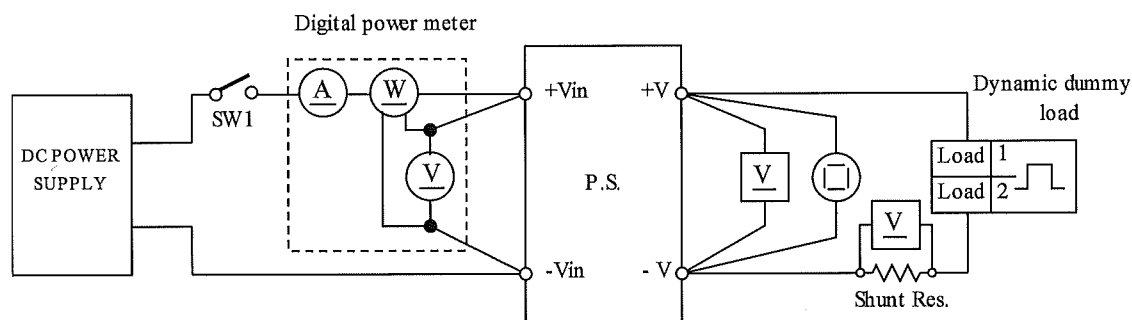 Digital power meter
A
W
SW1
V
DC POWER
SUPPLY
+Vin
-Vin
P.S.
+V
- V
V
V
Shunt Res.
Dynamic dummy
load
Load 1
Load 2